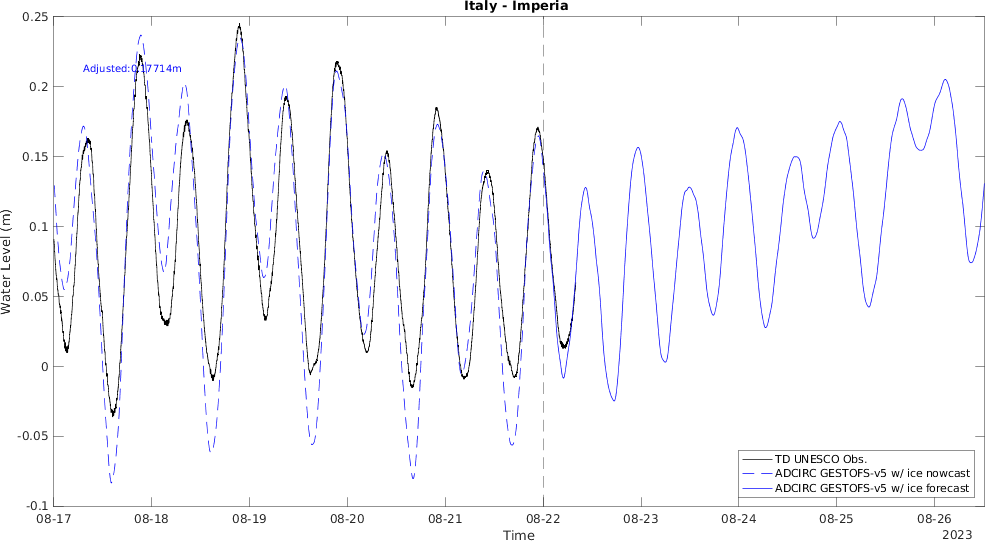 Italy - Imperia
0.25
0.2
0.15
0.1
0.05
0
-0.05
-0.1
Water Level (m)
Adjusted:0.17714m
TD UNESCO Obs.
ADCIRC GESTOFS-v5 w/ ice nowcast
ADCIRC GESTOFS-v5 w/ ice forecast
08-17 08-18 08-19 08-20 08-21 08-22 08-23 08-24 08-25 08-26
Time
2023